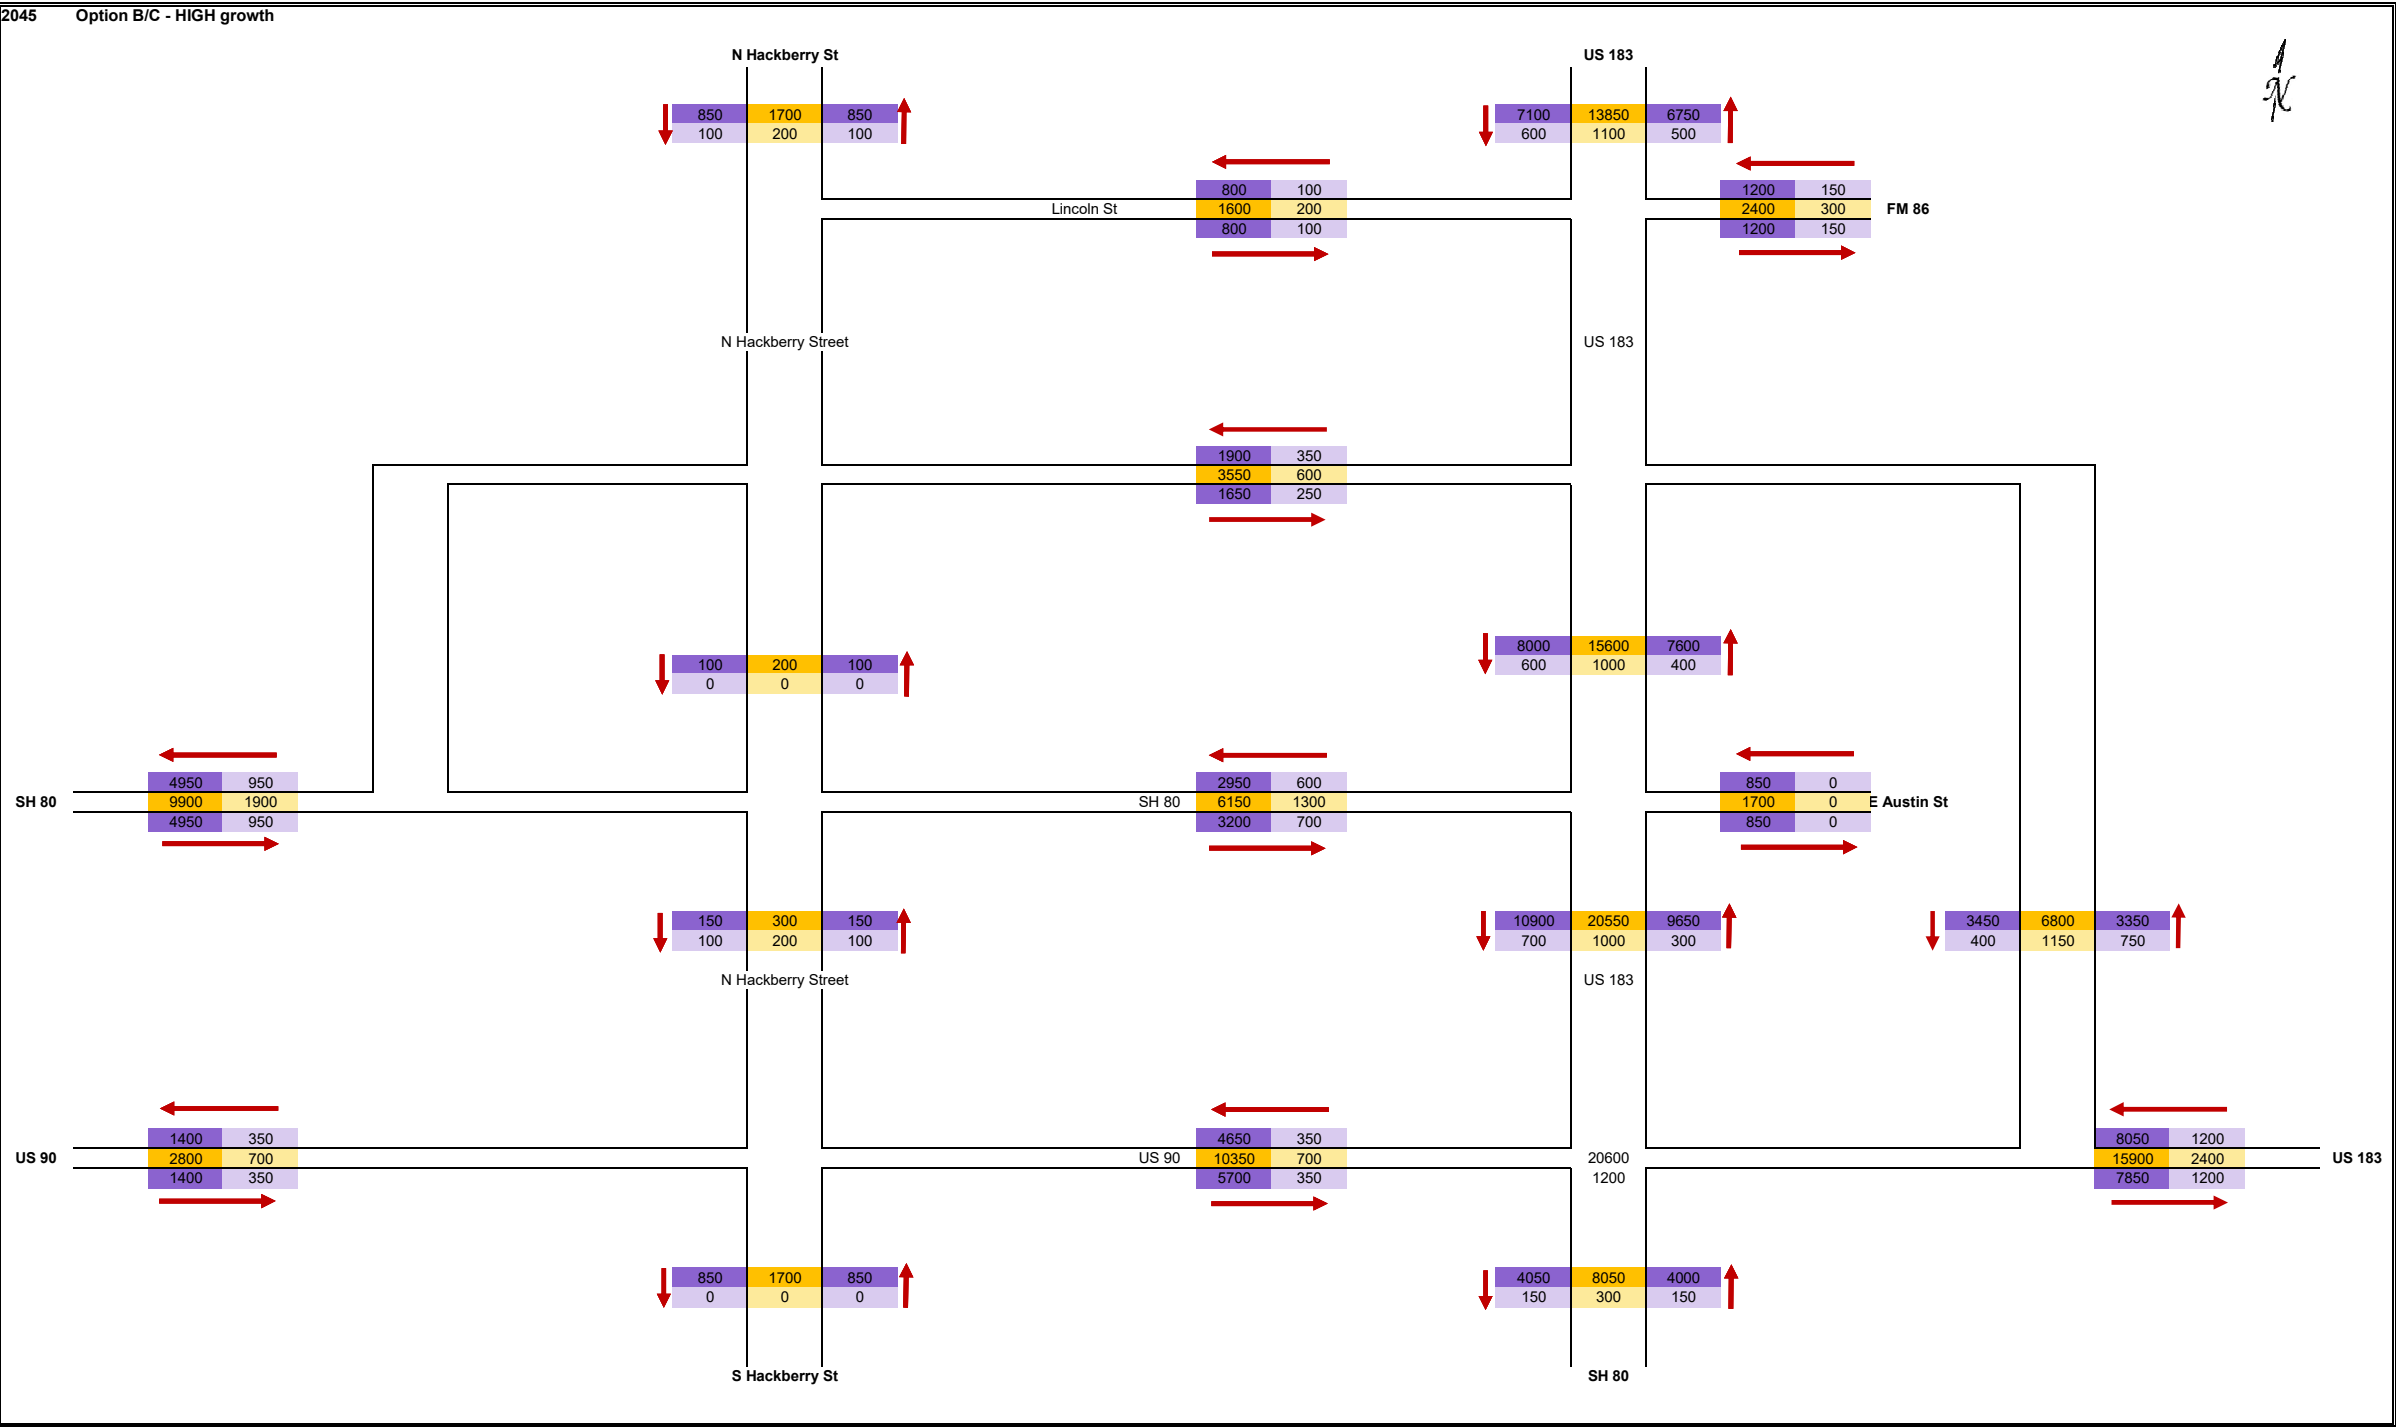 2045 Option B/C - HIGH growth
N Hackberry St US 183
850 1700 850 7100 13850 6750
100 200 100 600 1100 500
800 100 1200 150
Lincoln St 1600 200 2400 300 FM 86
800 100 1200 150
N Hackberry Street US 183
1900 350
3550 600
1650 250
8000 15600 7600
100 200 100 600 1000 400
0 0 0
4950 950 2950 600 850 0
SH 80 9900 1900 SH 80 6150 1300 1700 0 E Austin St
4950 950 3200 700 850 0
150 300 150 10900 20550 9650 3450 6800 3350
100 200 100 700 1000 300 400 1150 750
N Hackberry Street US 183
1400 350 4650 350 8050 1200
US 90 2800 700 US 90 10350 700 20600 15900 2400 US 183
1400 350 5700 350 1200 7850 1200
850 1700 850 4050 8050 4000
0 0 0 150 300 150
S Hackberry St SH 80
N